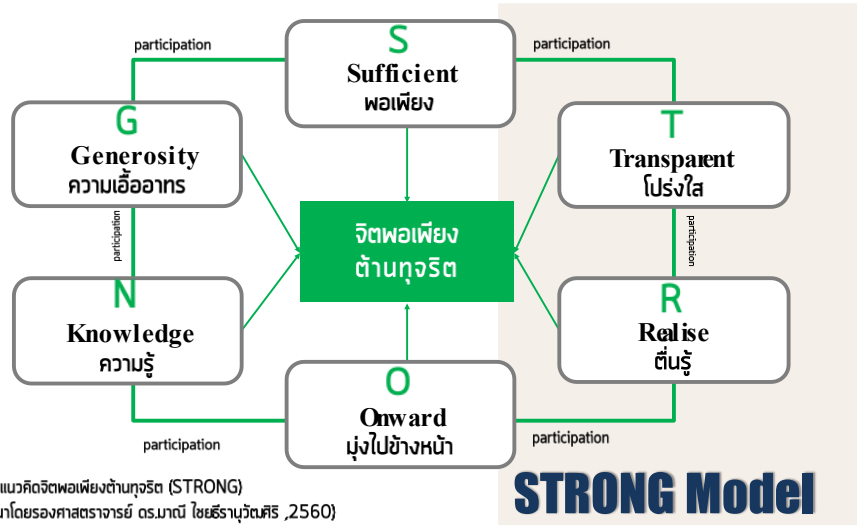 participation
S
Sufficient
พอเพียง
participation
G
Generosity
ความเอื้ออาทร
T
Transparent
โปร่งใส
participation
จิตพอเพียง
ต้านทุจริต
participation
N
Knowledge
ความรู้
R
Realise
ตื่นรู้
O
Onward
มุ่งไปข้างหน้า
participation
participation
แนวคิดจิตพอเพียงต้านทุจริต (STRONG)
โดยรองศาสตราจารย์ ดร.มาณี ไชยธีรานุวัฒศิริ ,2560)
STRONG Model